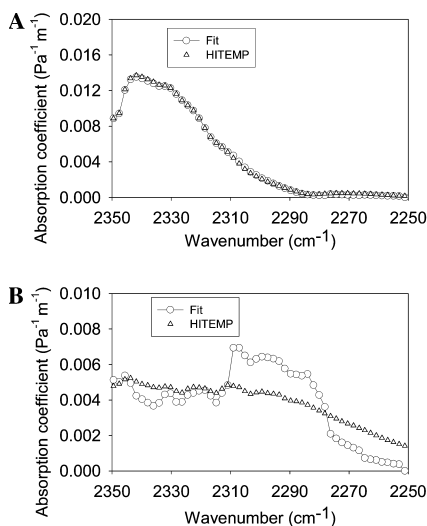 A
Absorption coefficient (Pa-1 m-1)
0.020
0.016
0.012
0.008
0.004
0.000
Fit
HITEMP
2350 2330 2310 2290 2270 2250
Wavenumber (cm-1)
B
Absorption coefficient (Pa-1 m-1)
0.010
0.008
0.006
0.004
0.002
0.000
Fit
HITEMP
2350 2330 2310 2290 2270 2250
Wavenumber (cm-1)